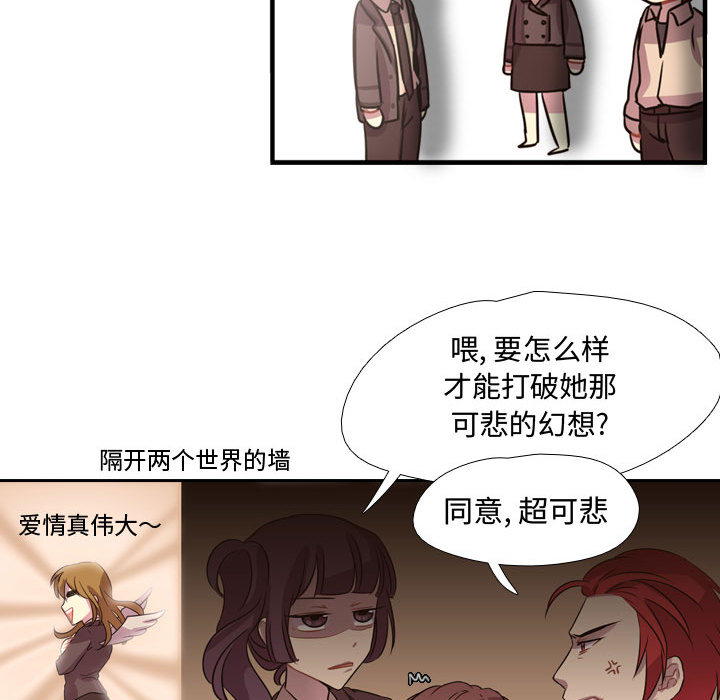 喂, 要怎么样
才能打破她那
可悲的幻想?
隔开两个世界的墙
同意, 超可悲
爱情真伟大～